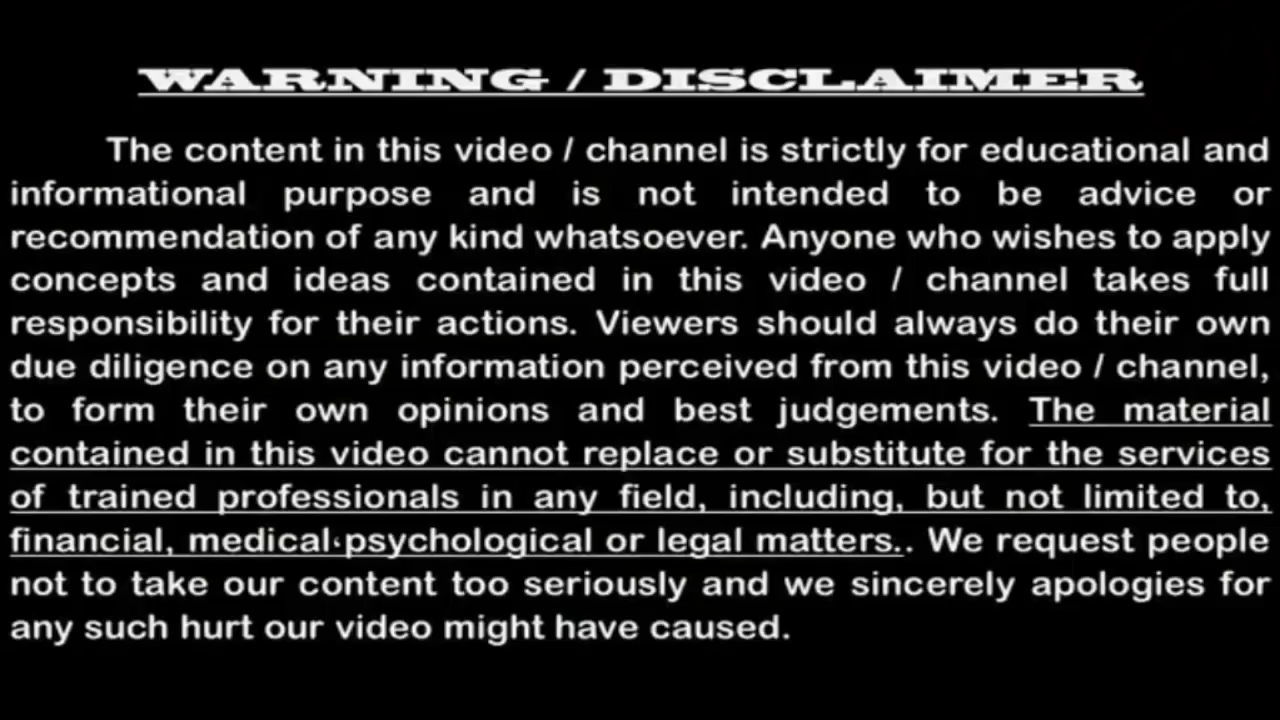 WARNING / DISCLAIMER
The content in this video / channel is strictly for educational and
informational purpose and is not intended to be advice or
recommendation of any kind whatsoever. Anyone who wishes to apply
concepts and ideas contained in this video / channel takes full
responsibility for their actions. Viewers should always do their own
due diligence on any information perceived from this video / channel,
to form their own opinions and best judgements. The material
contained in this video cannot replace or substitute for the services
of trained professionals in any field, including, but not limited to,
financial, medical‹psychological or legal matters.. We request people
not to take our content too seriously and we sincerely apologies for
any such hurt our video might have caused.